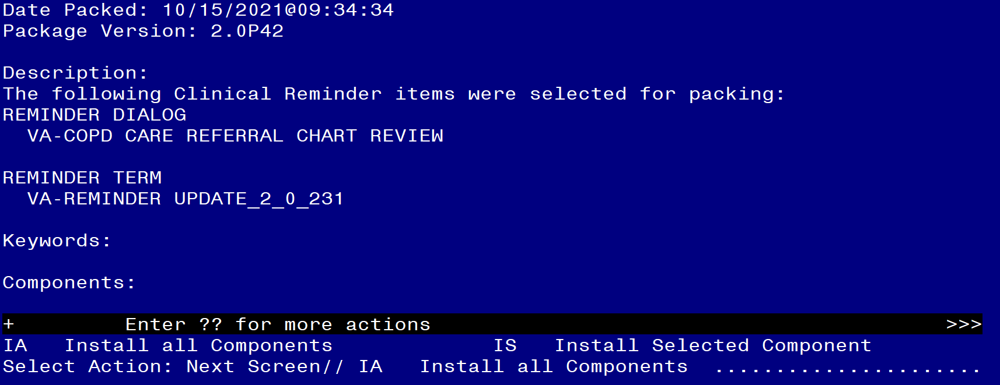 Date Packed: 10/15/2021@09:34:34
Package Version: 2.0P42
Description:
The following Clinical Reminder items were selected for packing:
REMINDER DIALOG
VA-COPD CARE REFERRAL CHART REVIEW
REMINDER TERM
VA-REMINDER UPDATE_2_0_231
Keywords:
Components:
+ Enter ?? for more actions >>>
IA Install all Components IS Install Selected Component
Select Action: Next Screen// IA Install all Components ......................